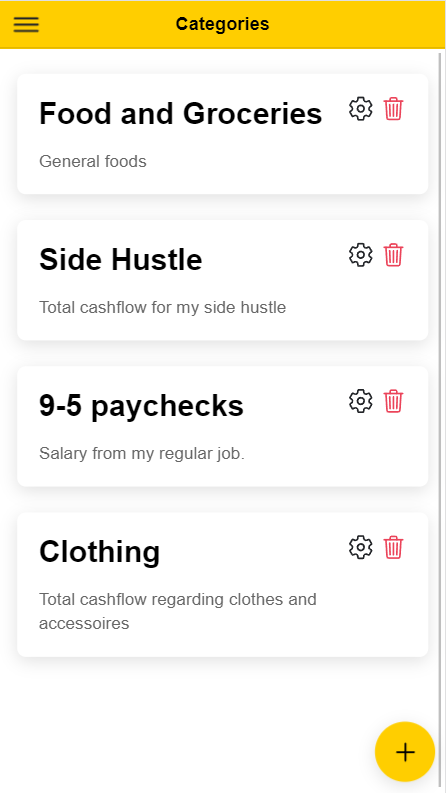 Categories
Food and Groceries
General foods
Side Hustle
Total cashflow for my side hustle
9-5 paychecks
Salary from my regular job.
Clothing
Total cashflow regarding clothes and
accessoires